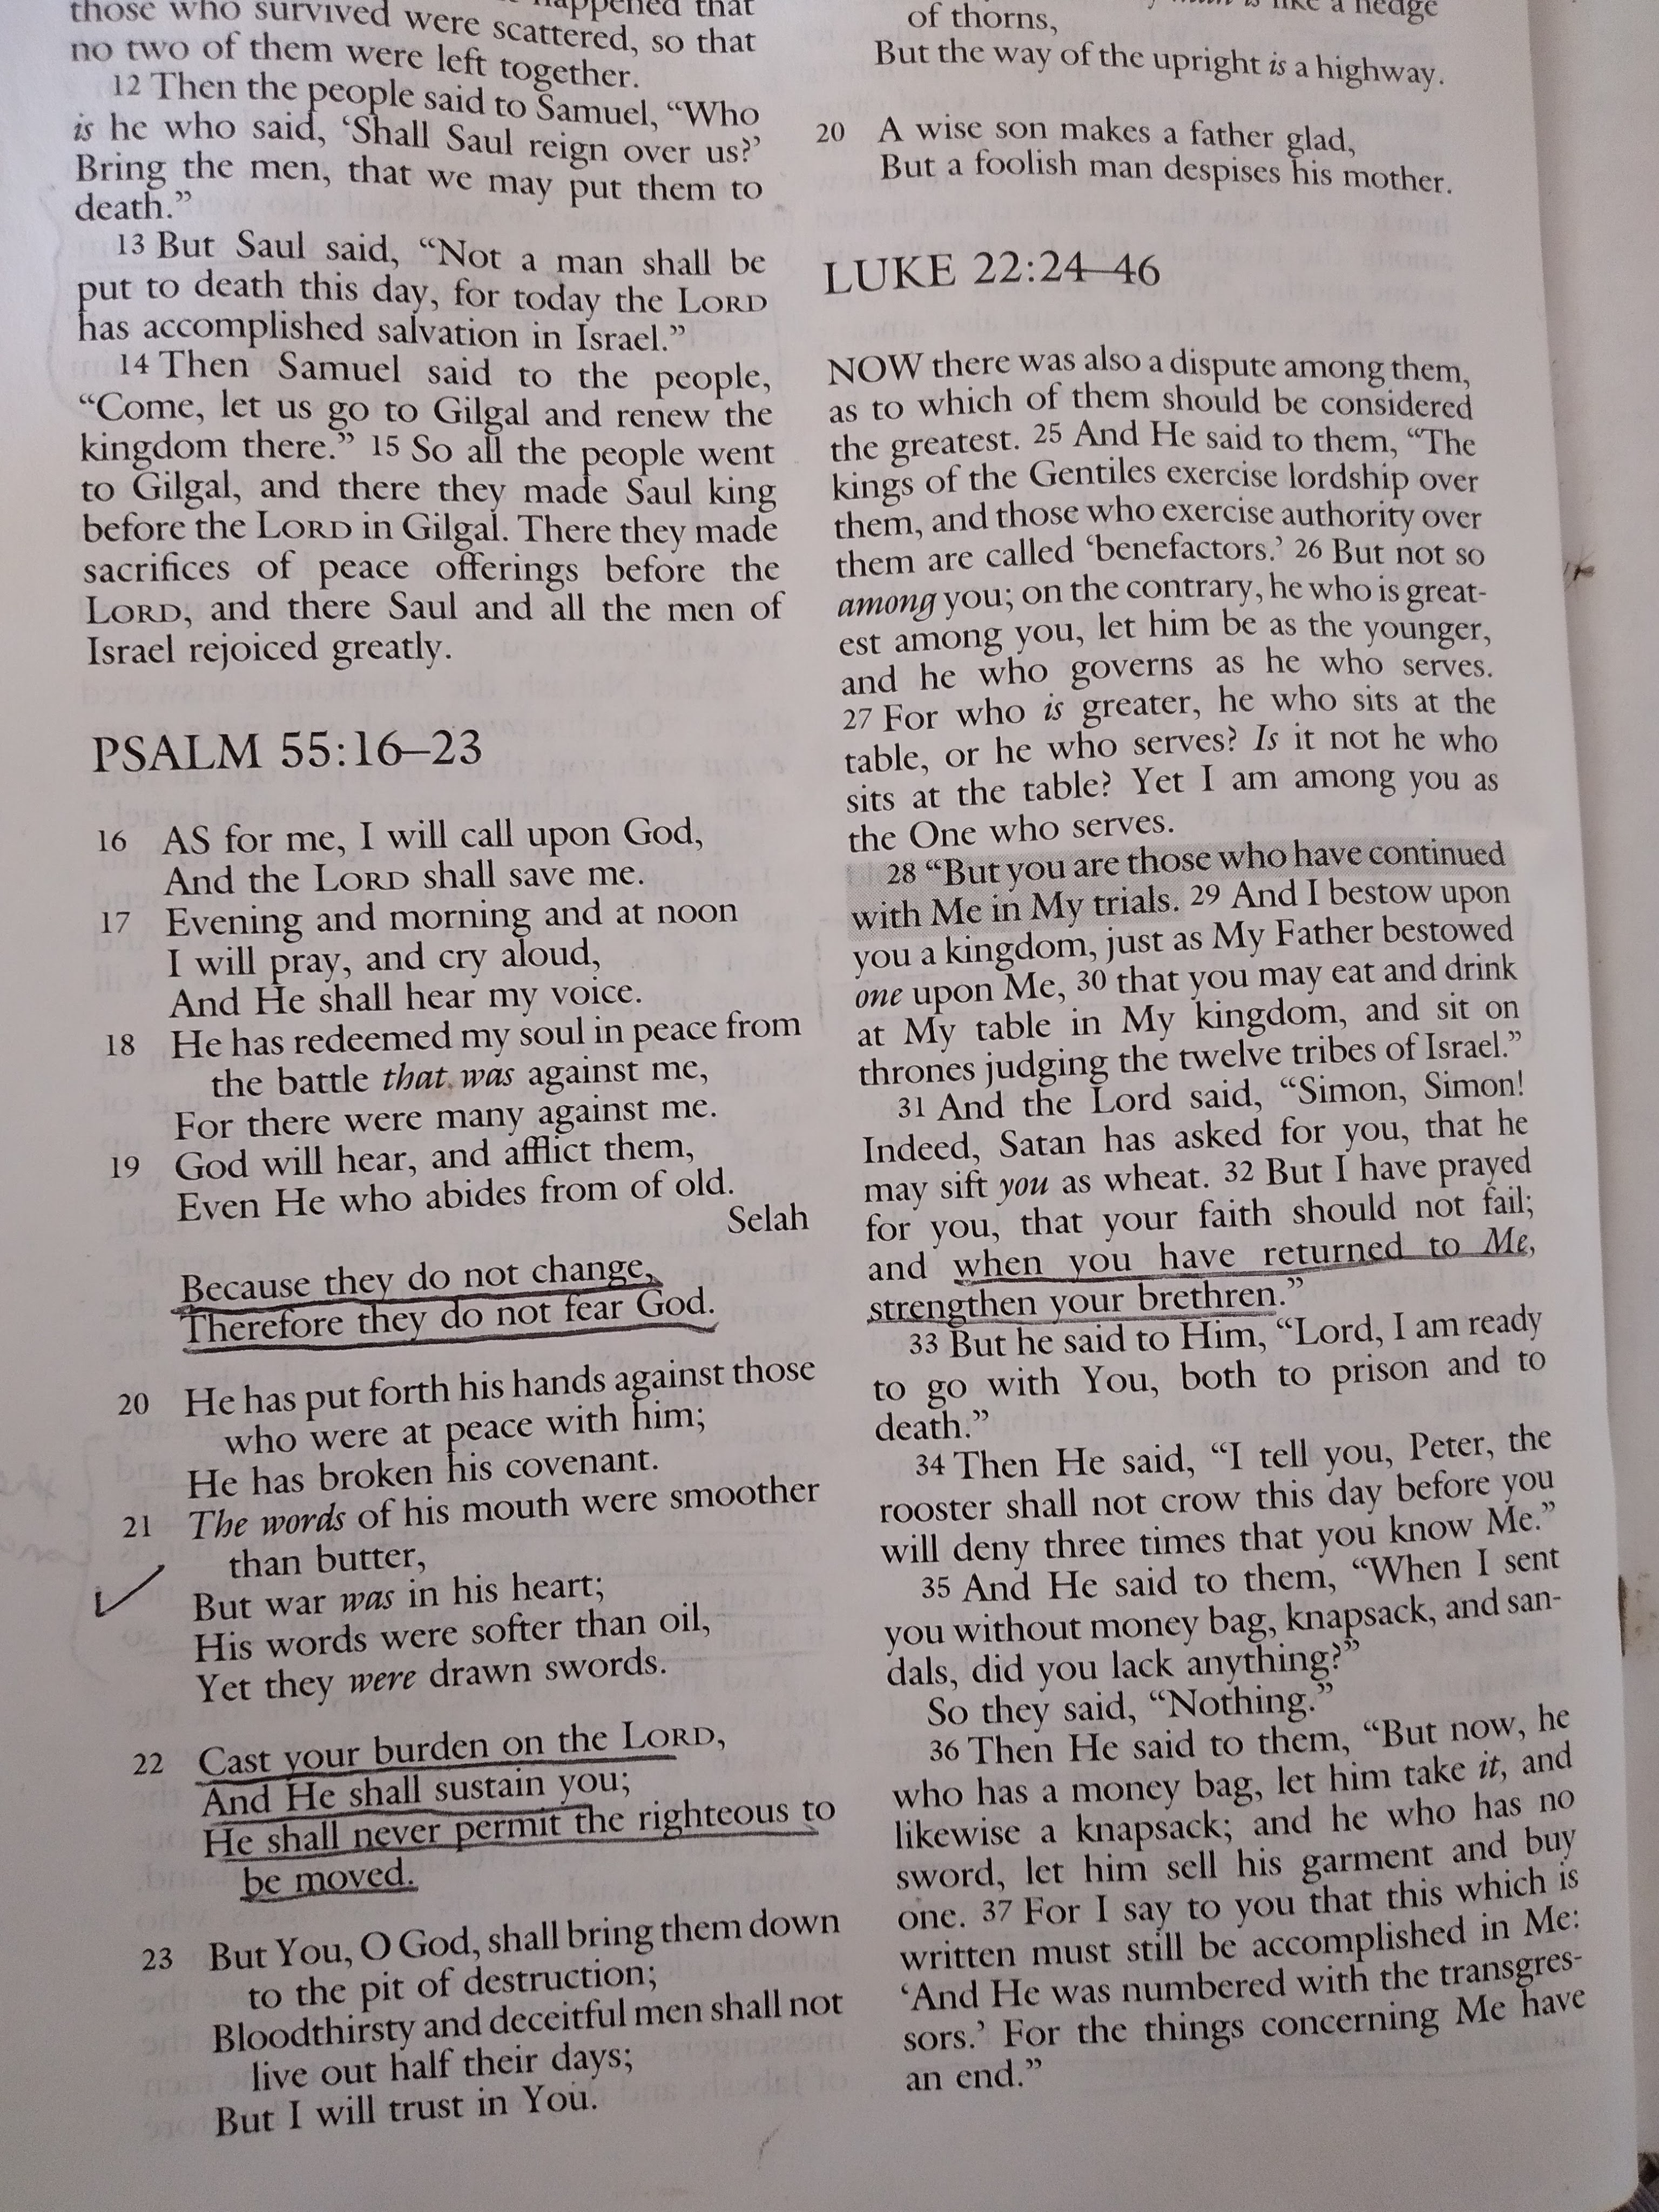 happened that
those who survived were scattered, so that
no two of them were left together.
12 Then the people said to Samuel, “Who
is he who said, ‘Shall Saul reign over us?’
Bring the men, that we may put them to
death.”
13 But Saul said, “Not a man shall be
put to death this day, for today the LORD
has accomplished salvation in Israel.”
14 Then Samuel said to the people,
“Come, let us go to Gilgal and renew the
kingdom there.” 15 So all the people went
to Gilgal, and there they made Saul king
before the LORD in Gilgal. There they made
sacrifices of peace offerings before the
LORD, and there Saul and all the men of
Israel rejoiced greatly.
PSALM 55:16–23
16 AS for me, I will call upon God,
And the LORD shall save me.
17 Evening and morning and at noon
I will pray, and cry aloud,
And He shall hear my voice.
18 He has redeemed my soul in peace from
the battle that was against me,
For there were many against me.
19 God will hear, and afflict them,
Even He who abides from of old.
Selah
Because they do not change,
Therefore they do not fear God.
20 He has put forth his hands against those
who were at peace with him;
He has broken his covenant.
21 The words of his mouth were smoother
than butter,
But war was in his heart;
His words were softer than oil,
Yet they were drawn swords.
22 Cast your burden on the LORD,
And He shall sustain you;
He shall never permit the righteous to
be moved.
23 But You, O God, shall bring them down
to the pit of destruction;
Bloodthirsty and deceitful men shall not
live out half their days;
But I will trust in You.
is like a hedge
of thorns,
But the way of the upright is a highway.
20 A wise son makes a father glad,
But a foolish man despises his mother.
LUKE 22:24–46
NOW there was also a dispute among them,
as to which of them should be considered
the greatest. 25 And He said to them, “The
kings of the Gentiles exercise lordship over
them, and those who exercise authority over
them are called ‘benefactors.’ 26 But not so
among you; on the contrary, he who is great-
est among you, let him be as the younger,
and he who governs as he who serves.
27 For who is greater, he who sits at the
table, or he who serves? Is it not he who
sits at the table? Yet I am among you as
the One who serves.
28 “But you are those who have continued
with Me in My trials. 29 And I bestow upon
you a kingdom, just as My Father bestowed
one upon Me, 30 that you may eat and drink
at My table in My kingdom, and sit on
thrones judging the twelve tribes of Israel.”
31 And the Lord said, “Simon, Simon!
Indeed, Satan has asked for you, that he
may sift you as wheat. 32 But I have prayed
for you, that your faith should not fail;
and when you have returned to Me,
strengthen your brethren.”
33 But he said to Him, “Lord, I am ready
to go with You, both to prison and to
death.”
34 Then He said, “I tell you, Peter, the
rooster shall not crow this day before you
will deny three times that you know Me.”
35 And He said to them, “When I sent
you without money bag, knapsack, and san-
dals, did you lack anything?”
So they said, “Nothing.”
36 Then He said to them, “But now, he
who has a money bag, let him take it, and
likewise a knapsack; and he who has no
sword, let him sell his garment and buy
one. 37 For I say to you that this which is
written must still be accomplished in Me:
‘And He was numbered with the transgres-
sors.’ For the things concerning Me have
an end.”